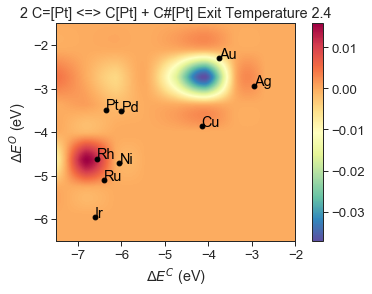 2 C=[Pt] <=> C[Pt] + C#[Pt] Exit Temperature 2.4
−2
−3
−4
−5
−6
ΔE^O (eV)
Au
Ag
Pt
Pd
Cu
Rh
Ni
Ru
Ir
−7
−6
−5
−4
−3
−2
ΔE^C (eV)
0.01
0.00
−0.01
−0.02
−0.03